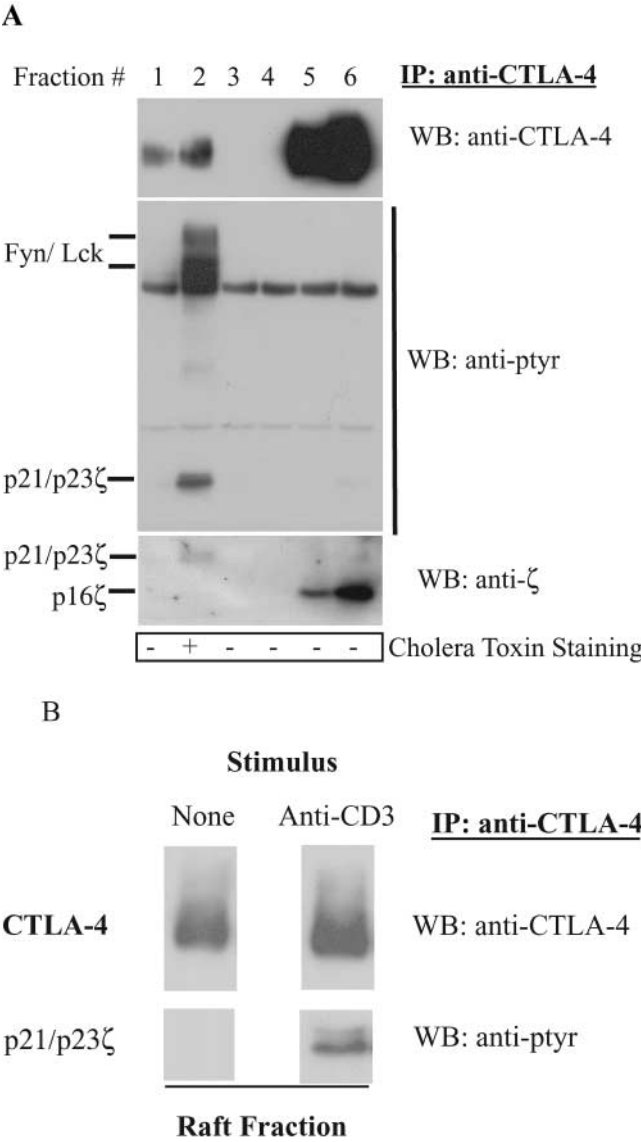 A
Fraction # 1 2 3 4 5 6 IP: anti-CTLA-4
WB: anti-CTLA-4
Fyn/ Lck
WB: anti-ptyr
p21/p23ζ
p21/p23ζ
p16ζ
WB: anti-ζ
- + - - - - Cholera Toxin Staining
B
Stimulus
None Anti-CD3 IP: anti-CTLA-4
CTLA-4 WB: anti-CTLA-4
p21/p23ζ WB: anti-ptyr
Raft Fraction